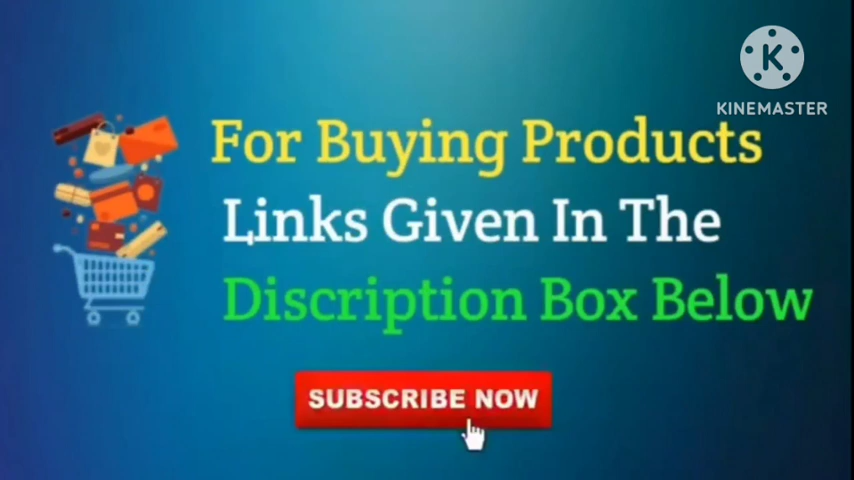 K
KINEMASTER
For Buying Products
Links Given In The
Discription Box Below
SUBSCRIBE NOW